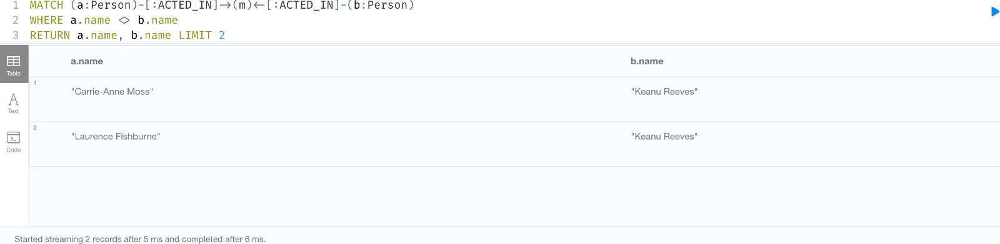 1 MATCH (a:Person)-[:ACTED_IN]->(m)<-[:ACTED_IN]-(b:Person)
2 WHERE a.name <> b.name
3 RETURN a.name, b.name LIMIT 2
a.name b.name
Table
1
"Carrie-Anne Moss" "Keanu Reeves"
Text
2
"Laurence Fishburne" "Keanu Reeves"
Code
Started streaming 2 records after 5 ms and completed after 6 ms.